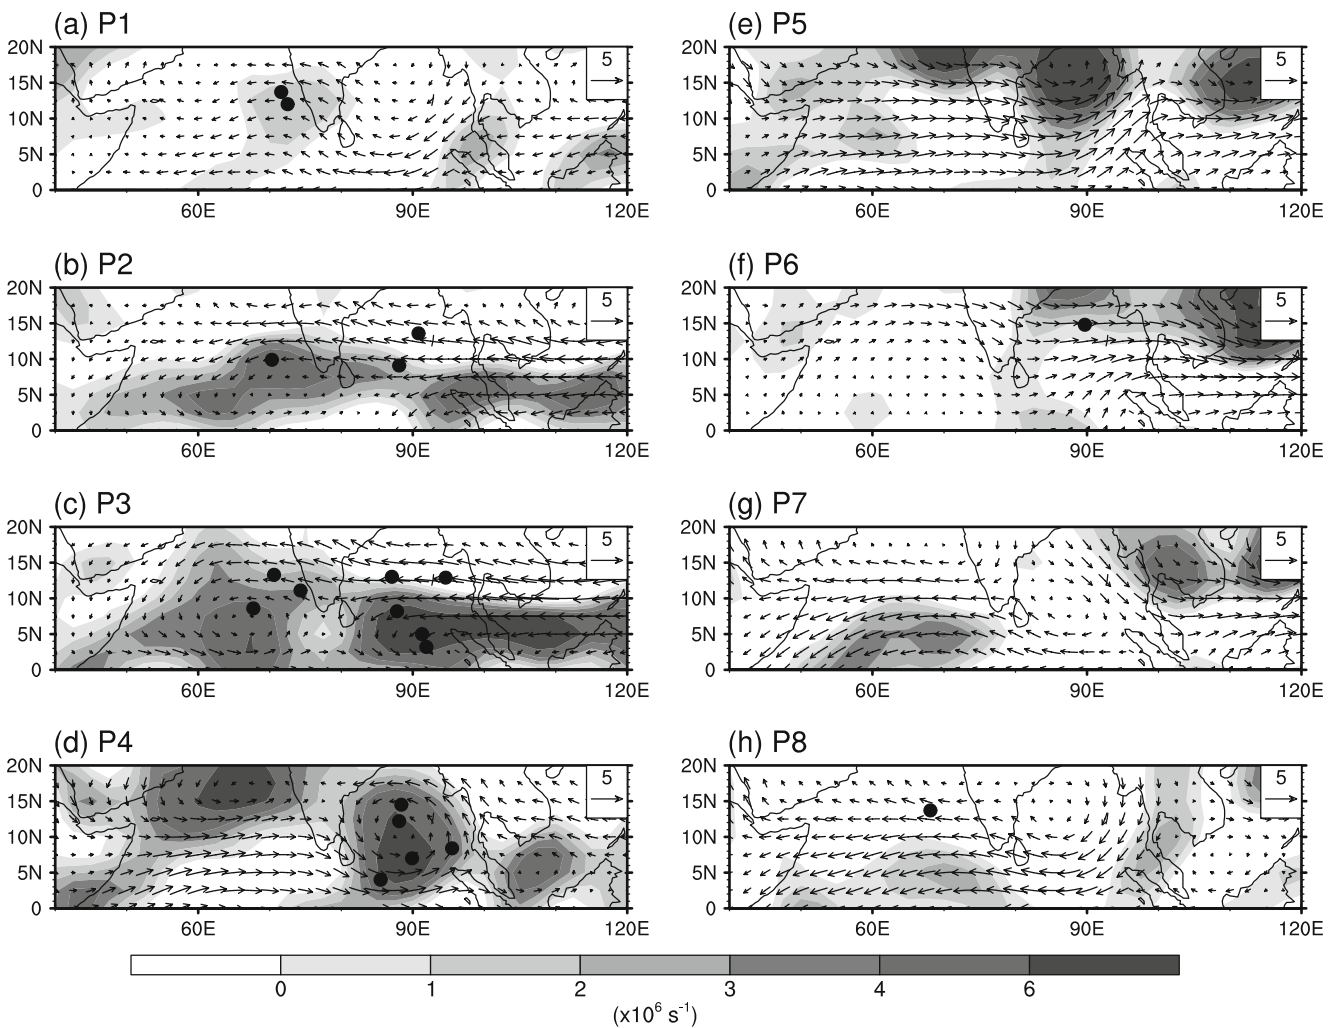 (a) P1
20N
15N
10N
5N
0
5
60E
90E
120E
(b) P2
20N
15N
10N
5N
0
5
60E
90E
120E
(c) P3
20N
15N
10N
5N
0
5
60E
90E
120E
(d) P4
20N
15N
10N
5N
0
5
60E
90E
120E
(e) P5
20N
15N
10N
5N
0
5
60E
90E
120E
(f) P6
20N
15N
10N
5N
0
5
60E
90E
120E
(g) P7
20N
15N
10N
5N
0
5
60E
90E
120E
(h) P8
20N
15N
10N
5N
0
5
60E
90E
120E
0 1 2 3 4 6
(x10⁶ s⁻¹)